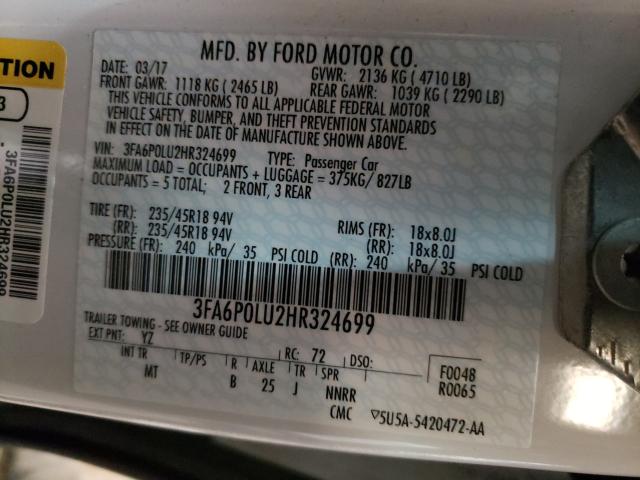 MFD. BY FORD MOTOR CO.
DATE: 03/17 GVWR: 2136 KG ( 4710 LB)
FRONT GAWR: 1118 KG ( 2465 LB) REAR GAWR: 1039 KG ( 2290 LB)
THIS VEHICLE CONFORMS TO ALL APPLICABLE FEDERAL MOTOR
VEHICLE SAFETY, BUMPER, AND THEFT PREVENTION STANDARDS
IN EFFECT ON THE DATE OF MANUFACTURE SHOWN ABOVE.
VIN: 3FA6P0LU2HR324699 TYPE: Passenger Car
MAXIMUM LOAD = OCCUPANTS + LUGGAGE = 375KG/ 827LB
OCCUPANTS = 5 TOTAL; 2 FRONT, 3 REAR
TIRE (FR): 235/45R18 94V RIMS (FR): 18x8.0J
(RR): 235/45R18 94V (RR): 18x8.0J
PRESSURE (FR): 240 kPa/ 35 PSI COLD (RR): 240 kPa/ 35 PSI COLD
3FA6P0LU2HR324699
TRAILER TOWING - SEE OWNER GUIDE
EXT PNT: YZ RC: 72 DSO: F0048
R0065
INT TR TP/PS R AXLE TR SPR
MT B 25 J NNRR
CMC ▽5U5A-5420472-AA
TION
3
3FA6P0LU2HR324699